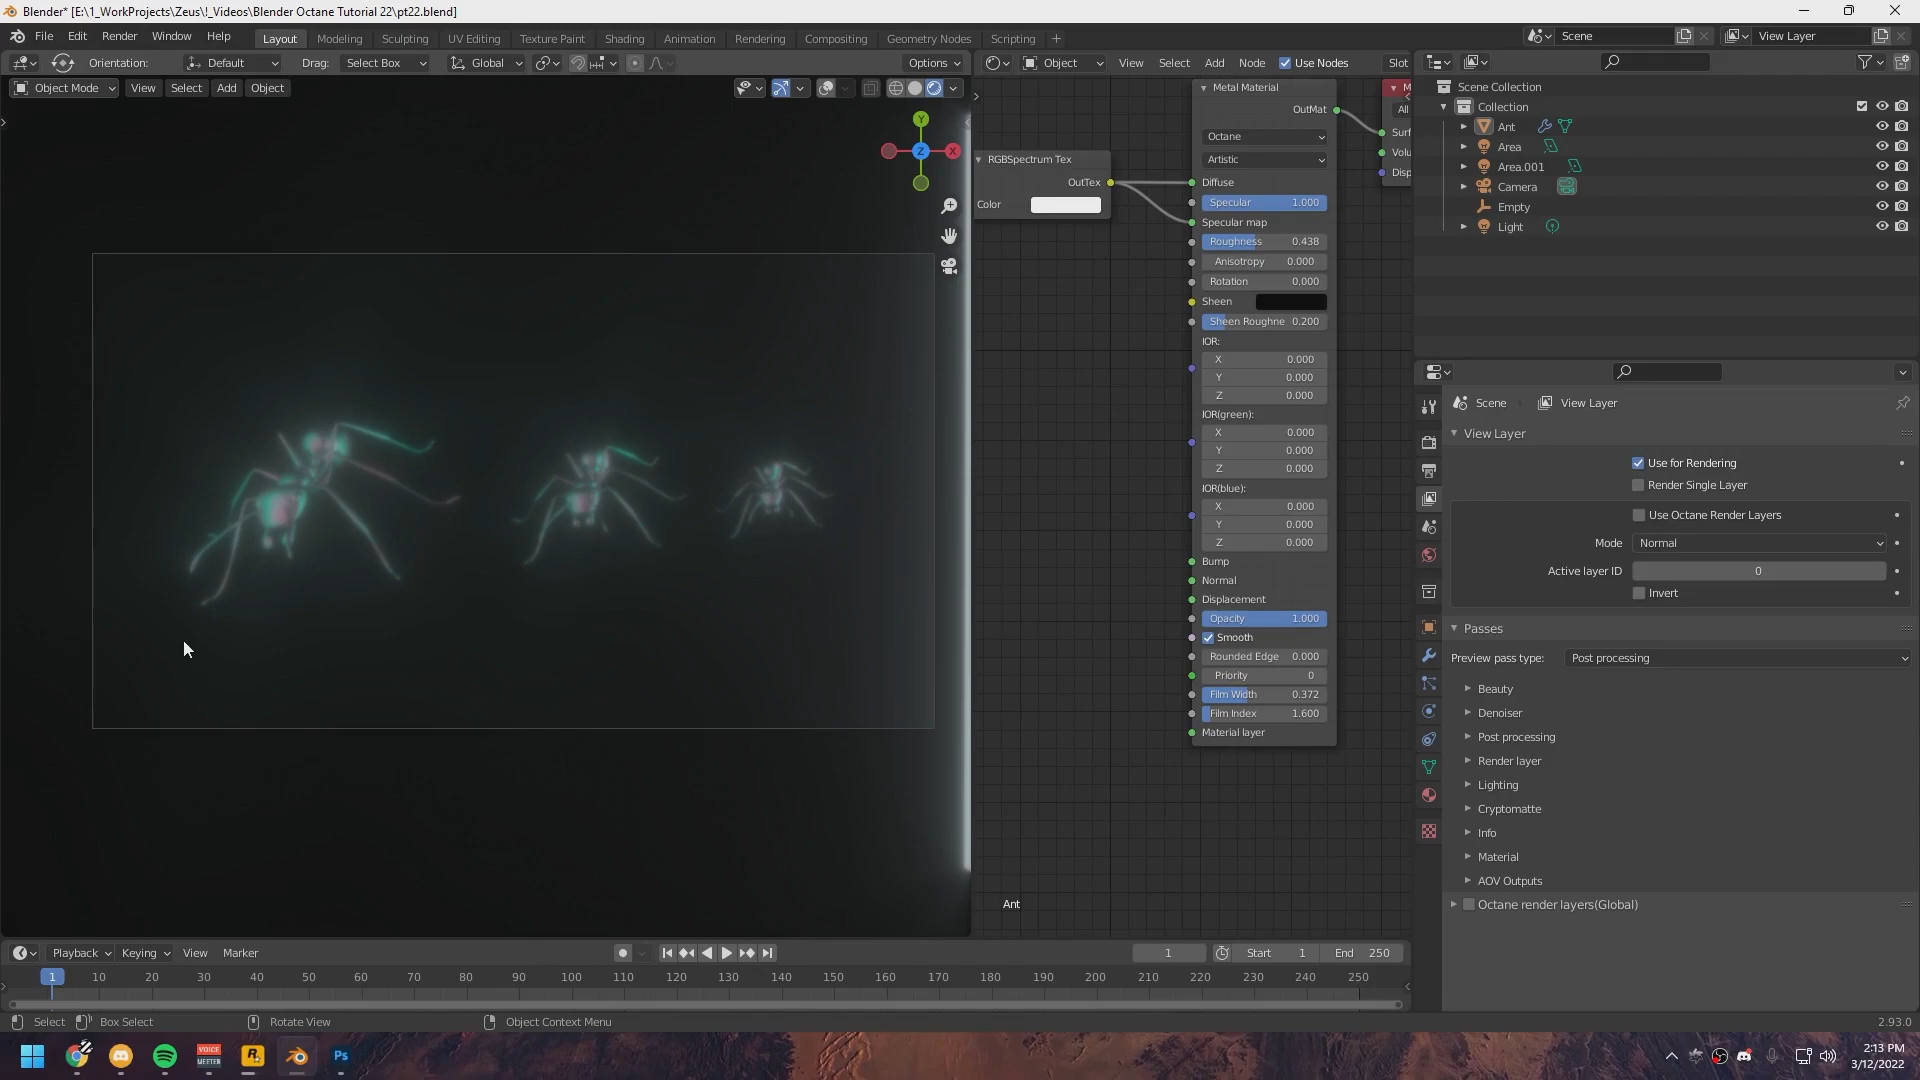 Blender* [E:\1_WorkProjects\Zeus\!_Videos\Blender Octane Tutorial 22\pt22.blend]
File Edit Render Window Help
Layout Modeling Sculpting UV Editing Texture Paint Shading Animation Rendering Compositing Geometry Nodes Scripting +
Scene
View Layer
Orientation: Default Drag: Select Box Global Options
Object Mode View Select Add Object
Object View Select Add Node Use Nodes Slot
Y
Z
X
RGBSpectrum Tex
OutTex
Color
Metal Material
OutMat
Octane
Artistic
Diffuse
Specular 1.000
Specular map
Roughness 0.438
Anisotropy 0.000
Rotation 0.000
Sheen
Sheen Roughne 0.200
IOR:
X 0.000
Y 0.000
Z 0.000
IOR(green):
X 0.000
Y 0.000
Z 0.000
IOR(blue):
X 0.000
Y 0.000
Z 0.000
Bump
Normal
Displacement
Opacity 1.000
Smooth
Rounded Edge 0.000
Priority 0
Film Width 0.372
Film Index 1.600
Material layer
M
All
Surf
Volu
Disp
Ant
Scene Collection
Collection
Ant
Area
Area.001
Camera
Empty
Light
Scene View Layer
View Layer
Use for Rendering
Render Single Layer
Use Octane Render Layers
Mode Normal
Active layer ID 0
Invert
Passes
Preview pass type: Post processing
Beauty
Denoiser
Post processing
Render layer
Lighting
Cryptomatte
Info
Material
AOV Outputs
Octane render layers(Global)
Playback Keying View Marker
1 Start 1 End 250
1 10 20 30 40 50 60 70 80 90 100 110 120 130 140 150 160 170 180 190 200 210 220 230 240 250
Select Box Select Rotate View Object Context Menu
2.93.0
VOICE
MEETER
R
Ps
2:13 PM
3/12/2022